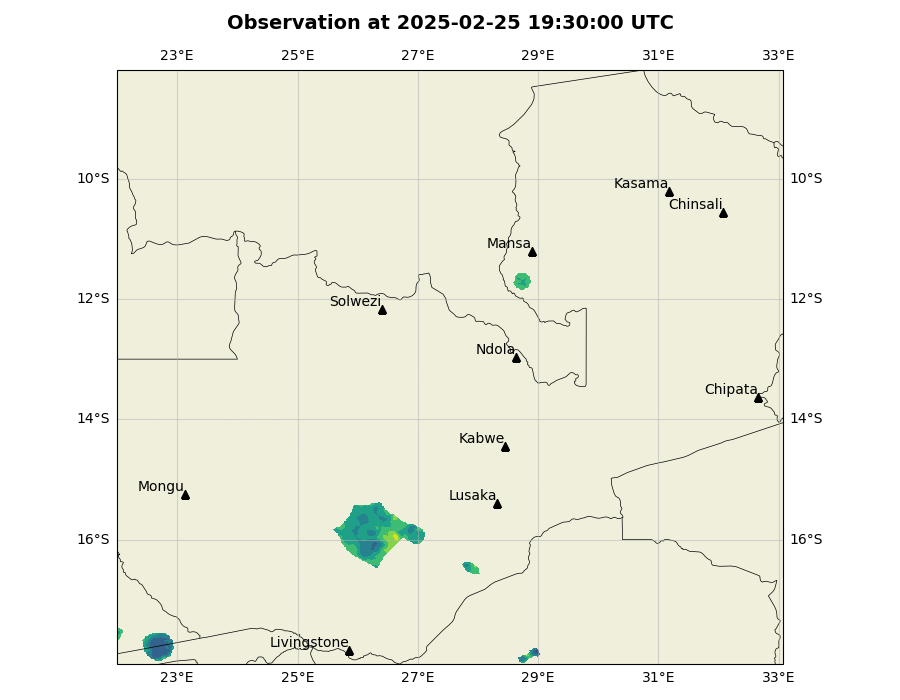 Observation at 2025-02-25 19:30:00 UTC
23°E 25°E 27°E 29°E 31°E 33°E
10°S 10°S
Kasama
Chinsali
Mansa
12°S 12°S
Solwezi
Ndola
Chipata
14°S 14°S
Kabwe
Mongu
Lusaka
16°S 16°S
Livingstone
23°E 25°E 27°E 29°E 31°E 33°E